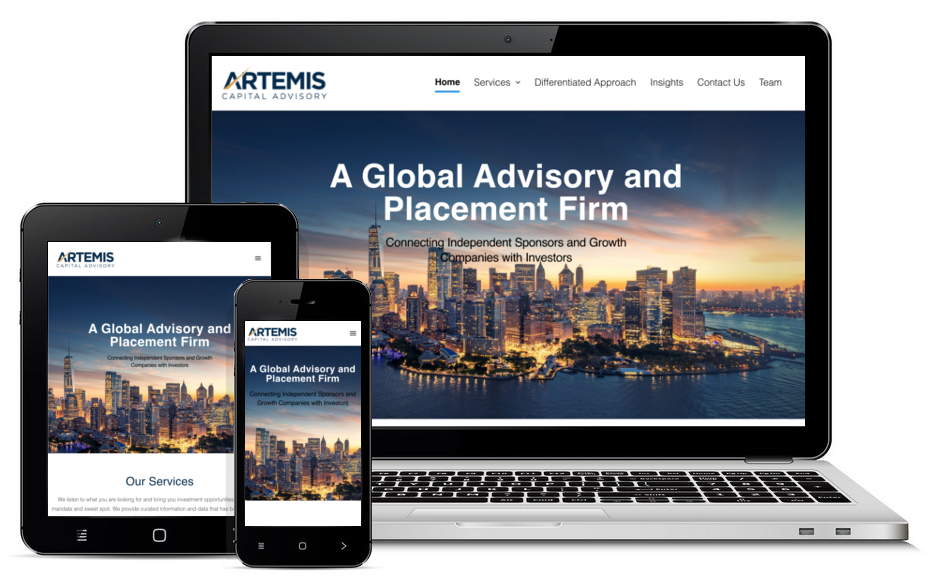 ARTEMIS
CAPITAL ADVISORY
Home Services Differentiated Approach Insights Contact Us Team
A Global Advisory and
Placement Firm
Connecting Independent Sponsors and Growth
Companies with Investors
ARTEMIS
CAPITAL ADVISORY
A Global Advisory and
Placement Firm
Connecting Independent Sponsors and Growth
Companies with Investors
Our Services
We listen to what you are looking for and bring you investment opportunities
mandate and sweet spot. We provide curated information and data that has
ARTEMIS
CAPITAL ADVISORY
A Global Advisory and
Placement Firm
Connecting Independent Sponsors and
Growth Companies with Investors